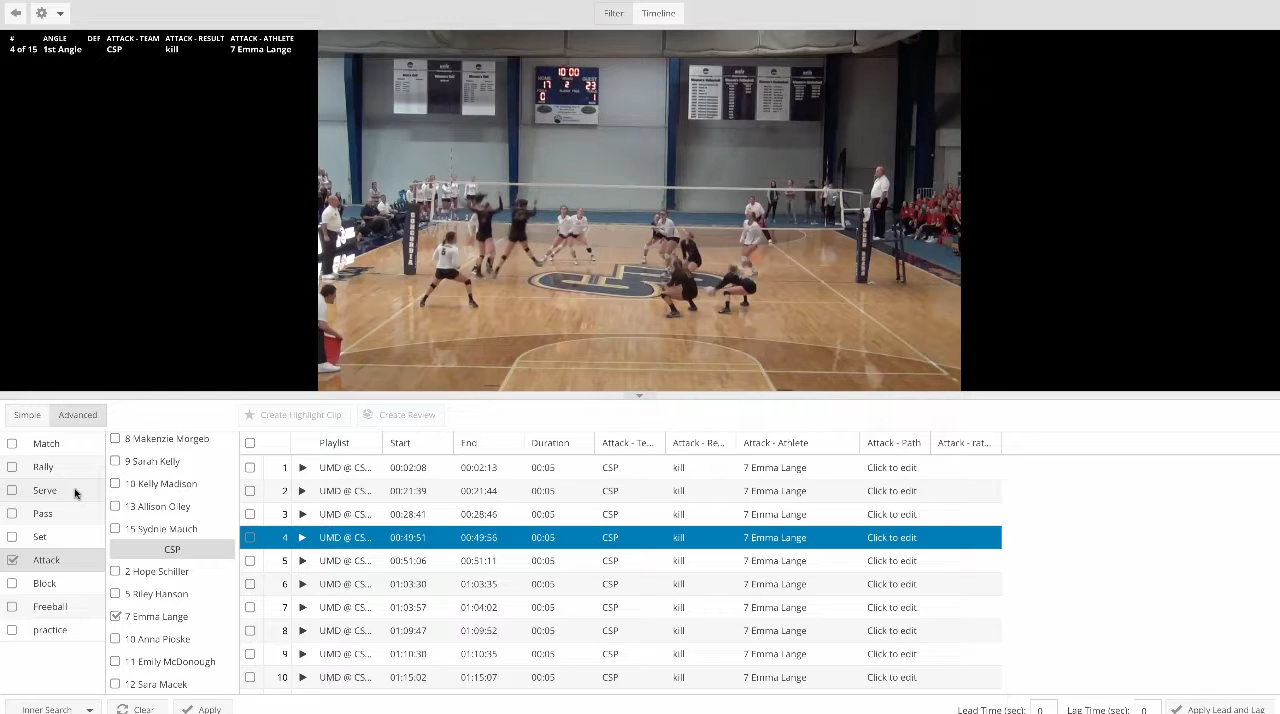 Filter Timeline
# ANGLE DEF ATTACK - TEAM ATTACK - RESULT ATTACK - ATHLETE
4 of 15 1st Angle CSP kill 7 Emma Lange
10:00
HOME GUEST
17 2 23
0
CONCORDIA
GOLDEN BEARS
Simple Advanced Create Highlight Clip Create Review
Match
Rally
Serve
Pass
Set
Attack
Block
Freeball
practice
8 Makenzie Morgeb
9 Sarah Kelly
10 Kelly Madison
13 Allison Olley
15 Sydnie Mauch
CSP
2 Hope Schiller
5 Riley Hanson
7 Emma Lange
10 Anna Pioske
11 Emily McDonough
12 Sara Macek
Playlist Start End Duration Attack - Te... Attack - Re... Attack - Athlete Attack - Path Attack - rat...
1 UMD @ CS... 00:02:08 00:02:13 00:05 CSP kill 7 Emma Lange Click to edit
2 UMD @ CS... 00:21:39 00:21:44 00:05 CSP kill 7 Emma Lange Click to edit
3 UMD @ CS... 00:28:41 00:28:46 00:05 CSP kill 7 Emma Lange Click to edit
4 UMD @ CS... 00:49:51 00:49:56 00:05 CSP kill 7 Emma Lange Click to edit
5 UMD @ CS... 00:51:06 00:51:11 00:05 CSP kill 7 Emma Lange Click to edit
6 UMD @ CS... 01:03:30 01:03:35 00:05 CSP kill 7 Emma Lange Click to edit
7 UMD @ CS... 01:03:57 01:04:02 00:05 CSP kill 7 Emma Lange Click to edit
8 UMD @ CS... 01:09:47 01:09:52 00:05 CSP kill 7 Emma Lange Click to edit
9 UMD @ CS... 01:10:30 01:10:35 00:05 CSP kill 7 Emma Lange Click to edit
10 UMD @ CS... 01:15:02 01:15:07 00:05 CSP kill 7 Emma Lange Click to edit
Inner Search Clear Apply Lead Time (sec): 0 Lag Time (sec): 0 Apply Lead and Lag